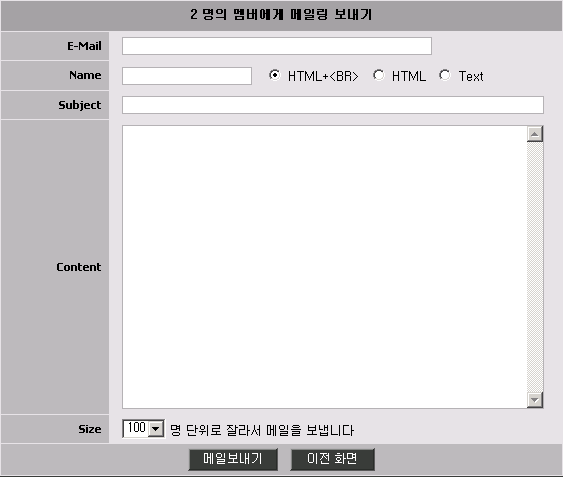 2 명의 멤버에게 메일링 보내기
E-Mail
Name HTML+<BR> HTML Text
Subject
Content
Size 100 명 단위로 잘라서 메일을 보냅니다
메일보내기 이전 화면